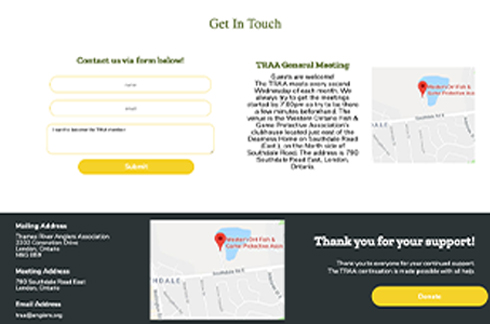 Get In Touch
Contact us via form below!
name
email
I want to become a TRAA member!
Submit
TRAA General Meeting
Guests are welcome!
The TRAA meets every second
Wednesday of each month. We
always try to get the meetings
started by 7:00pm so try to be there
a few minutes beforehand. The
venue is the Western Ontario Fish &
Game Protective Association's
clubhouse located just east of the
Dearness Home on Southdale Road
(East), on the North side of
Southdale Road. The address is 790
Southdale Road East, London,
Ontario.
Western Ont Fish &
Game Protective Assn
Southdale Rd E
Mailing Address
Thames River Anglers Association
London, Ontario
Meeting Address
790 Southdale Road East
London, Ontario
Email Address
traa@anglers.org
Western Ont Fish &
Game Protective Assn
Southdale Rd E
HDALE
Thank you for your support!
Thank you to everyone for your continued support.
The TRAA continuation is made possible with all help.
Donate